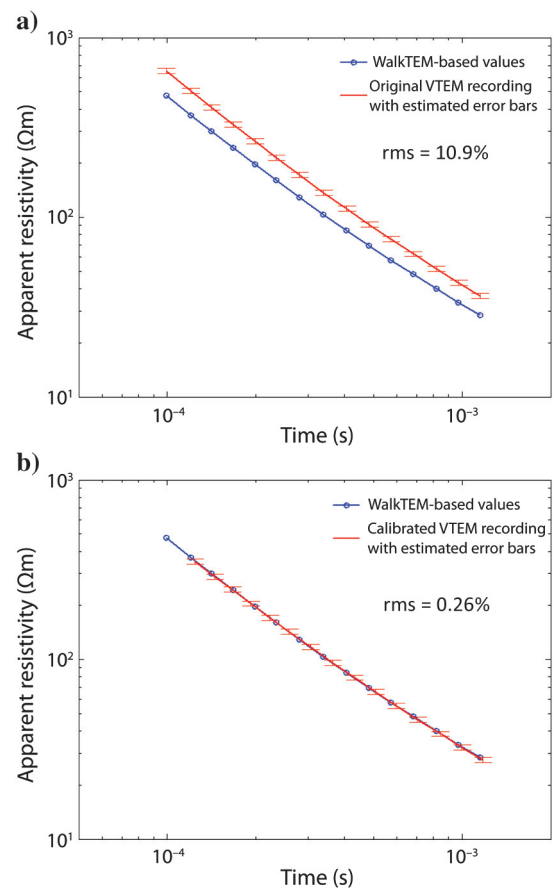 a)
10³
WalkTEM-based values
Original VTEM recording
with estimated error bars
rms = 10.9%
Apparent resistivity (Ωm)
10²
10¹
10⁻⁴
10⁻³
Time (s)
b)
10³
WalkTEM-based values
Calibrated VTEM recording
with estimated error bars
rms = 0.26%
Apparent resistivity (Ωm)
10²
10¹
10⁻⁴
10⁻³
Time (s)